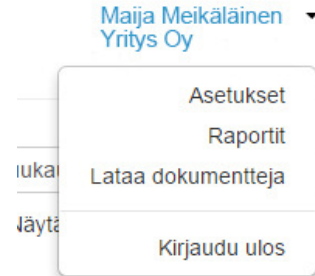 Maija Meikäläinen
Yritys Oy
Asetukset
Raportit
Lataa dokumentteja
Kirjaudu ulos